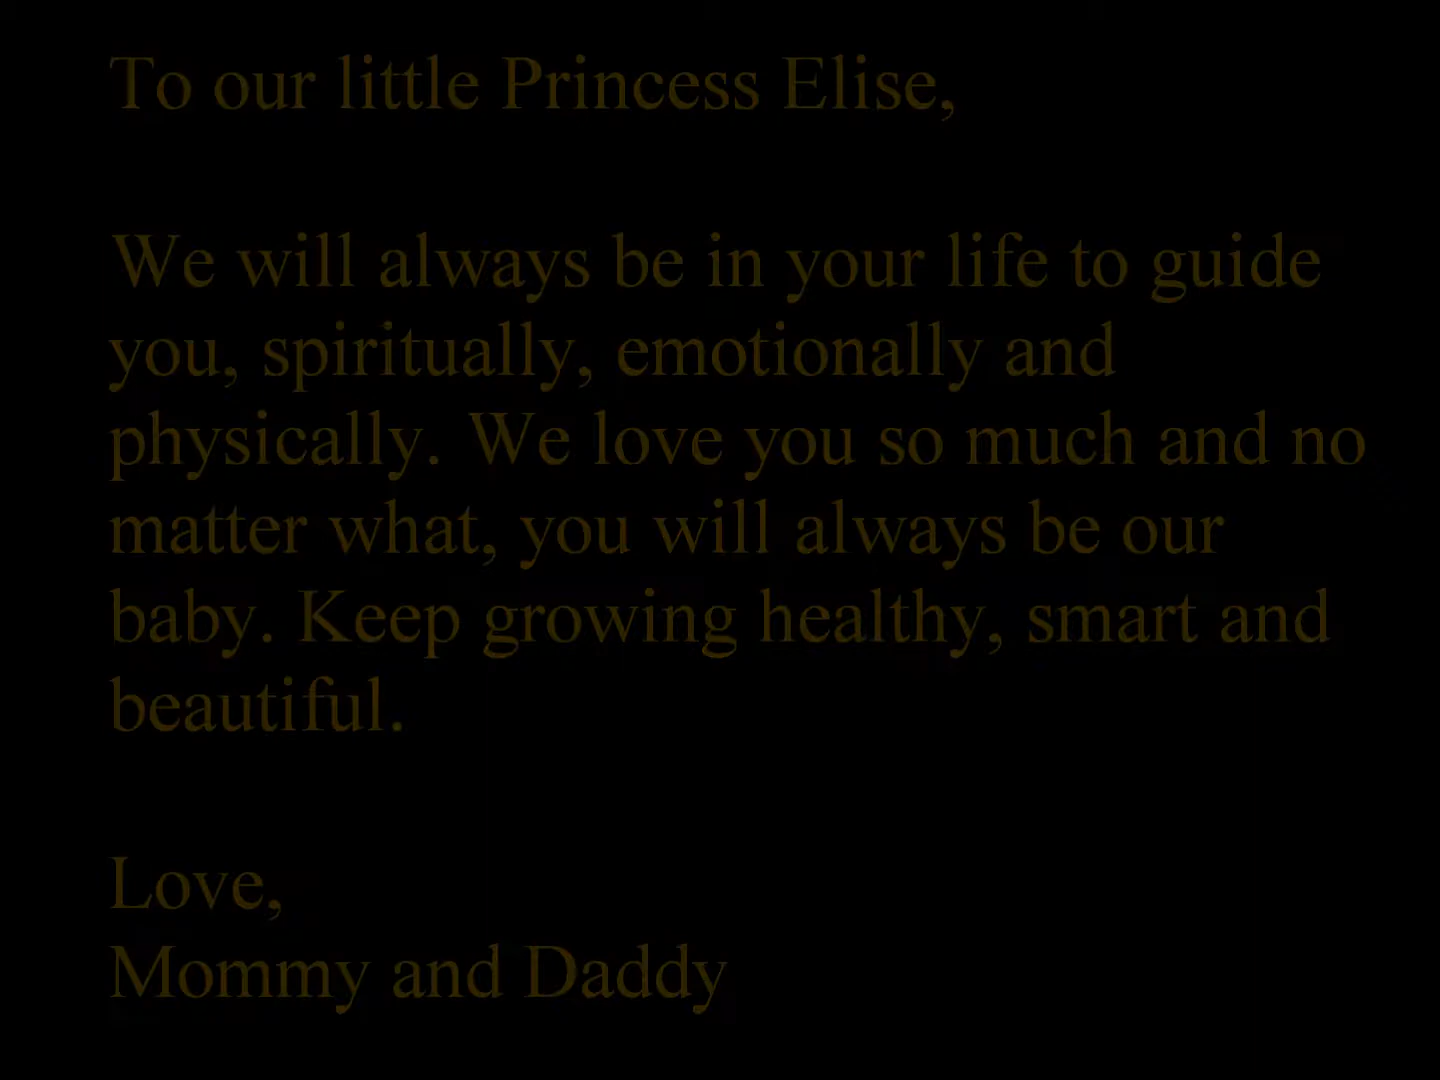 To our little Princess Elise,
We will always be in your life to guide
you, spiritually, emotionally and
physically. We love you so much and no
matter what, you will always be our
baby. Keep growing healthy, smart and
beautiful.
Love,
Mommy and Daddy